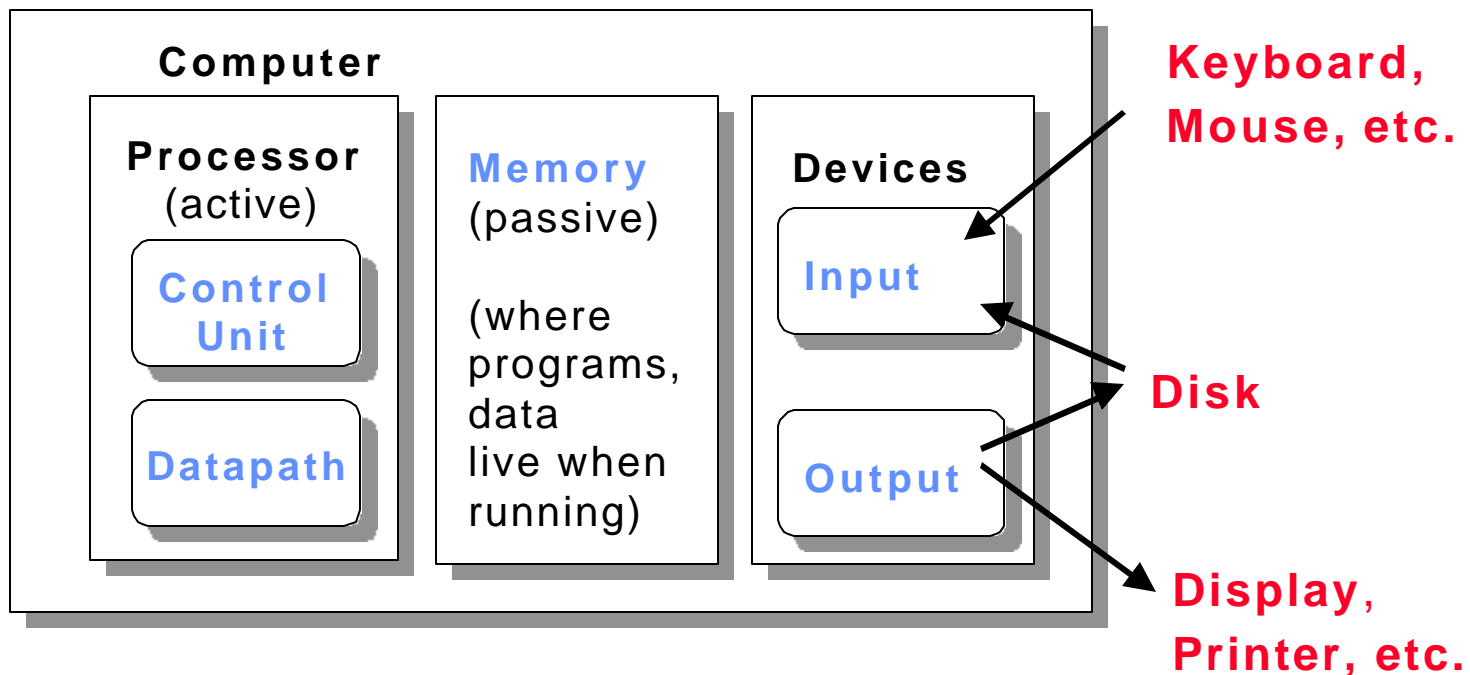 Computer
Processor
(active)
Control
Unit
Datapath
Memory
(passive)
(where
programs,
data
live when
running)
Devices
Input
Output
Keyboard,
Mouse, etc.
Disk
Display,
Printer, etc.